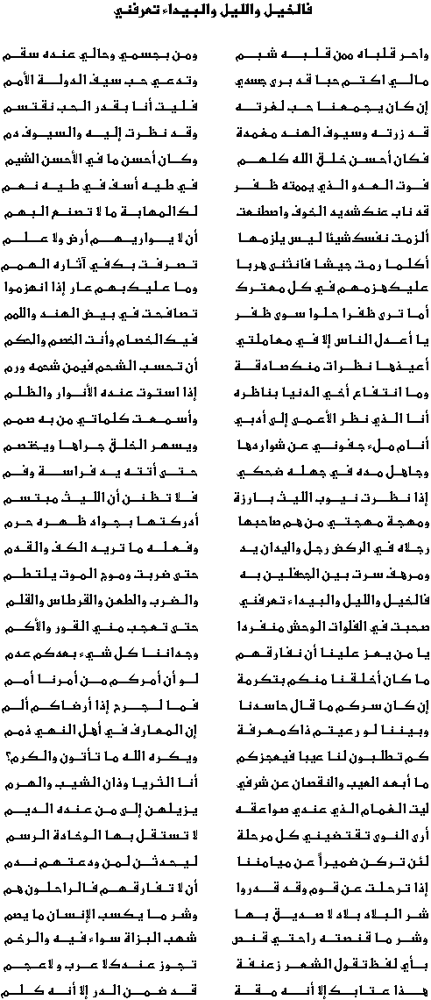 فالخيل والليل والبيداء تعرفني
واحر قلباه ممن قلبه شبم ومن بجسمي وحالي عنده سقم
مالي اكتم حبا قد برى جسدي وتدعي حب سيف الدولة الأمم
إن كان يجمعنا حب لغرته فليت أنا بقدر الحب نقتسم
قد زرته وسيوف الهند مغمدة وقد نظرت إليه والسيوف دم
فكان أحسن خلق الله كلهم وكان أحسن ما في الأحسن الشيم
فوت العدو الذي يممته ظفر في طيه أسف في طيه نعم
قد ناب عنك شديد الخوف واصطنعت لك المهابة ما لا تصنع البهم
ألزمت نفسك شيئا ليس يلزمها أن لا يواريهم أرض ولا علم
أكلما رمت جيشا فانثنى هربا تصرفت بك في آثاره الهمم
عليك هزمهم في كل معترك وما عليك بهم عار إذا انهزموا
أما ترى ظفرا حلوا سوى ظفر تصافحت في بيض الهند واللمم
يا أعدل الناس إلا في معاملتي فيك الخصام وأنت الخصم والحكم
أعيذها نظرات منك صادقة أن تحسب الشحم فيمن شحمه ورم
وما انتفاع أخي الدنيا بناظره إذا استوت عنده الأنوار والظلم
أنا الذي نظر الأعمى إلى أدبي وأسمعت كلماتي من به صمم
أنام ملء جفوني عن شواردها ويسهر الخلق جراها ويختصم
وجاهل مده في جهله ضحكي حتى أتته يد فراسة وفم
إذا نظرت نيوب الليث بارزة فلا تظنن أن الليث مبتسم
ومهجة مهجتي من هم صاحبها أدركتها بجواد ظهره حرم
رجلاه في الركض رجل واليدان يد وفعله ما تريد الكف والقدم
ومرهف سرت بين الجحفلين به حتى ضربت وموج الموت يلتطم
فالخيل والليل والبيداء تعرفني والضرب والطعن والقرطاس والقلم
صحبت في الفلوات الوحش منفردا حتى تعجب مني القور والأكم
يا من يعز علينا أن نفارقهم وجداننا كل شيء بعدكم عدم
ما كان أخلقنا منكم بتكرمة لو أن أمركم من أمرنا أمم
إن كان سركم ما قال حاسدنا فما لجرح إذا أرضاكم ألم
وبيننا لو رعيتم ذاك معرفة إن المعارف في أهل النهي ذمم
كم تطلبون لنا عيبا فيعجزكم ويكره الله ما تأتون والكرم؟
ما أبعد العيب والنقصان عن شرفي أنا الثريا وذان الشيب والهرم
ليت الغمام الذي عندي صواعقه يزيلهن إلى من عنده الديم
أرى النوى تقتضيني كل مرحلة لا تستقل بها الوخادة الرسم
لئن تركن ضميراً عن ميامننا ليحدثن لمن ودعتهم ندم
إذا ترحلت عن قوم وقد قدروا أن لا تفارقهم فالراحلون هم
شر البلاد بلاد لا صديق بها وشر ما يكسب الإنسان ما يصم
وشر ما قنصته راحتي قنص شهب البزاة سواء فيه والرخم
بأي لفظ تقول الشعر زعنفة تجوز عندك لا عرب ولا عجم
هذا عتابك إلا أنه مقة قد ضمن الدر إلا أنه كلم